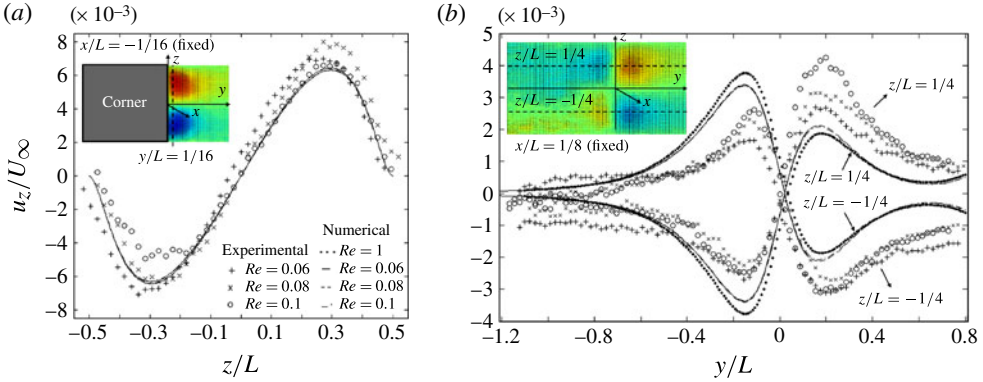 (a)
(× 10⁻³)
8
6
4
2
0
−2
−4
−6
−8
u_z/U_∞
x/L = −1/16 (fixed)
z
y
Corner
x
y/L = 1/16
Experimental
Numerical
Re = 1
+ Re = 0.06
Re = 0.06
× Re = 0.08
Re = 0.08
○ Re = 0.1
Re = 0.1
−0.5
−0.3
−0.1
0.1
0.3
0.5
z/L
(b)
(× 10⁻³)
5
4
3
2
1
0
−1
−2
−3
−4
z
z/L = 1/4
y
z/L = −1/4
x
x/L = 1/8 (fixed)
z/L = 1/4
z/L = 1/4
z/L = −1/4
z/L = −1/4
−1.2
−0.8
−0.4
0
0.4
0.8
y/L